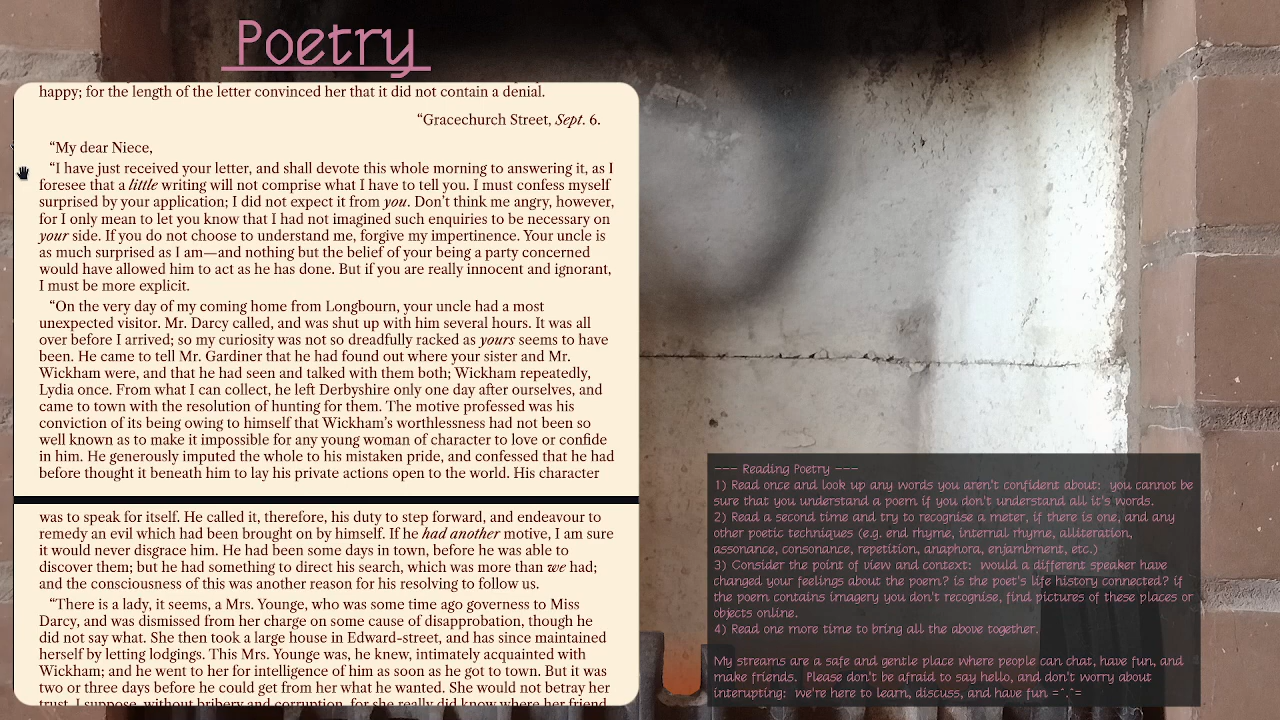 Poetry
happy; for the length of the letter convinced her that it did not contain a denial.
“Gracechurch Street, Sept. 6.
“My dear Niece,
“I have just received your letter, and shall devote this whole morning to answering it, as I
foresee that a little writing will not comprise what I have to tell you. I must confess myself
surprised by your application; I did not expect it from you. Don’t think me angry, however,
for I only mean to let you know that I had not imagined such enquiries to be necessary on
your side. If you do not choose to understand me, forgive my impertinence. Your uncle is
as much surprised as I am—and nothing but the belief of your being a party concerned
would have allowed him to act as he has done. But if you are really innocent and ignorant,
I must be more explicit.
“On the very day of my coming home from Longbourn, your uncle had a most
unexpected visitor. Mr. Darcy called, and was shut up with him several hours. It was all
over before I arrived; so my curiosity was not so dreadfully racked as yours seems to have
been. He came to tell Mr. Gardiner that he had found out where your sister and Mr.
Wickham were, and that he had seen and talked with them both; Wickham repeatedly,
Lydia once. From what I can collect, he left Derbyshire only one day after ourselves, and
came to town with the resolution of hunting for them. The motive professed was his
conviction of its being owing to himself that Wickham’s worthlessness had not been so
well known as to make it impossible for any young woman of character to love or confide
in him. He generously imputed the whole to his mistaken pride, and confessed that he had
before thought it beneath him to lay his private actions open to the world. His character
was to speak for itself. He called it, therefore, his duty to step forward, and endeavour to
remedy an evil which had been brought on by himself. If he had another motive, I am sure
it would never disgrace him. He had been some days in town, before he was able to
discover them; but he had something to direct his search, which was more than we had;
and the consciousness of this was another reason for his resolving to follow us.
“There is a lady, it seems, a Mrs. Younge, who was some time ago governess to Miss
Darcy, and was dismissed from her charge on some cause of disapprobation, though he
did not say what. She then took a large house in Edward-street, and has since maintained
herself by letting lodgings. This Mrs. Younge was, he knew, intimately acquainted with
Wickham; and he went to her for intelligence of him as soon as he got to town. But it was
two or three days before he could get from her what he wanted. She would not betray her
trust, I suppose, without bribery and corruption, for she really did know where her friend
--- Reading Poetry ---
1) Read once and look up any words you aren't confident about: you cannot be
sure that you understand a poem if you don't understand all it's words.
2) Read a second time and try to recognise a meter, if there is one, and any
other poetic techniques (e.g. end rhyme, internal rhyme, alliteration,
assonance, consonance, repetition, anaphora, enjambment, etc.)
3) Consider the point of view and context: would a different speaker have
changed your feelings about the poem? is the poet's life history connected? if
the poem contains imagery you don't recognise, find pictures of these places or
objects online.
4) Read one more time to bring all the above together.
My streams are a safe and gentle place where people can chat, have fun, and
make friends. Please don't be afraid to say hello, and don't worry about
interupting: we're here to learn, discuss, and have fun =^.^=